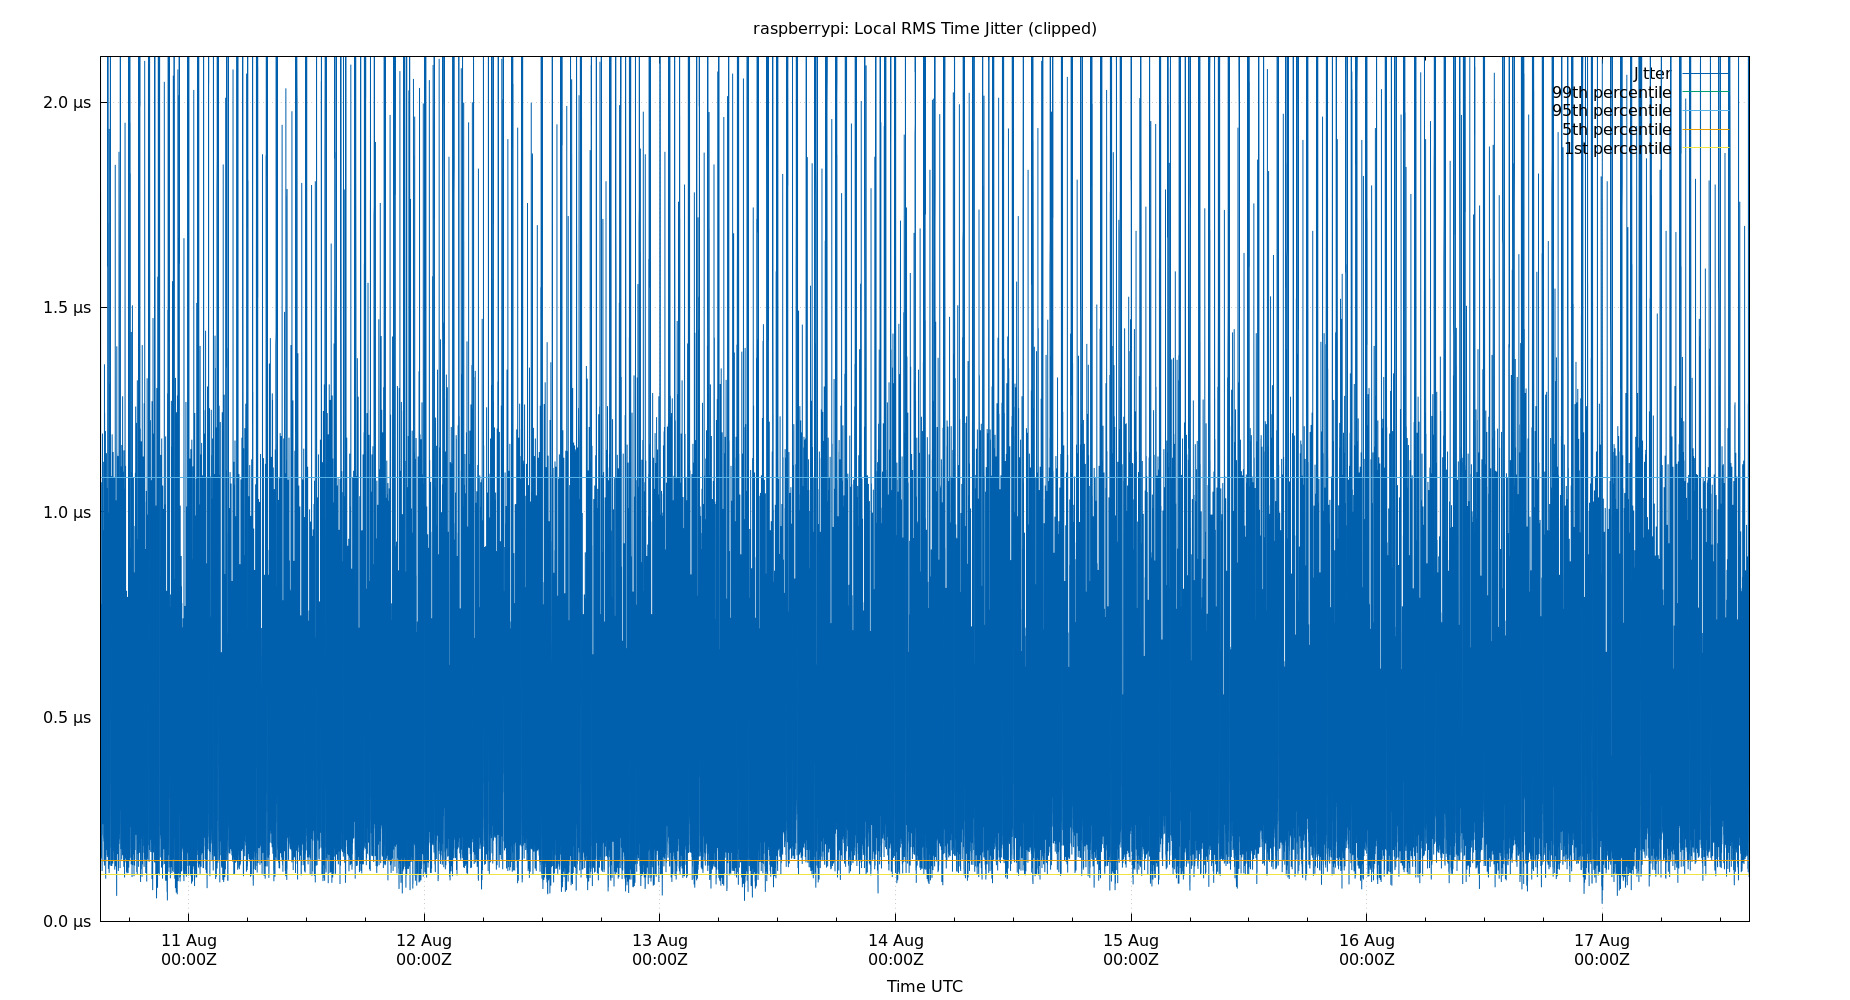 raspberrypi: Local RMS Time Jitter (clipped)
Jitter
99th percentile
95th percentile
5th percentile
1st percentile
2.0 µs
1.5 µs
1.0 µs
0.5 µs
0.0 µs
11 Aug 12 Aug 13 Aug 14 Aug 15 Aug 16 Aug 17 Aug
00:00Z 00:00Z 00:00Z 00:00Z 00:00Z 00:00Z 00:00Z
Time UTC